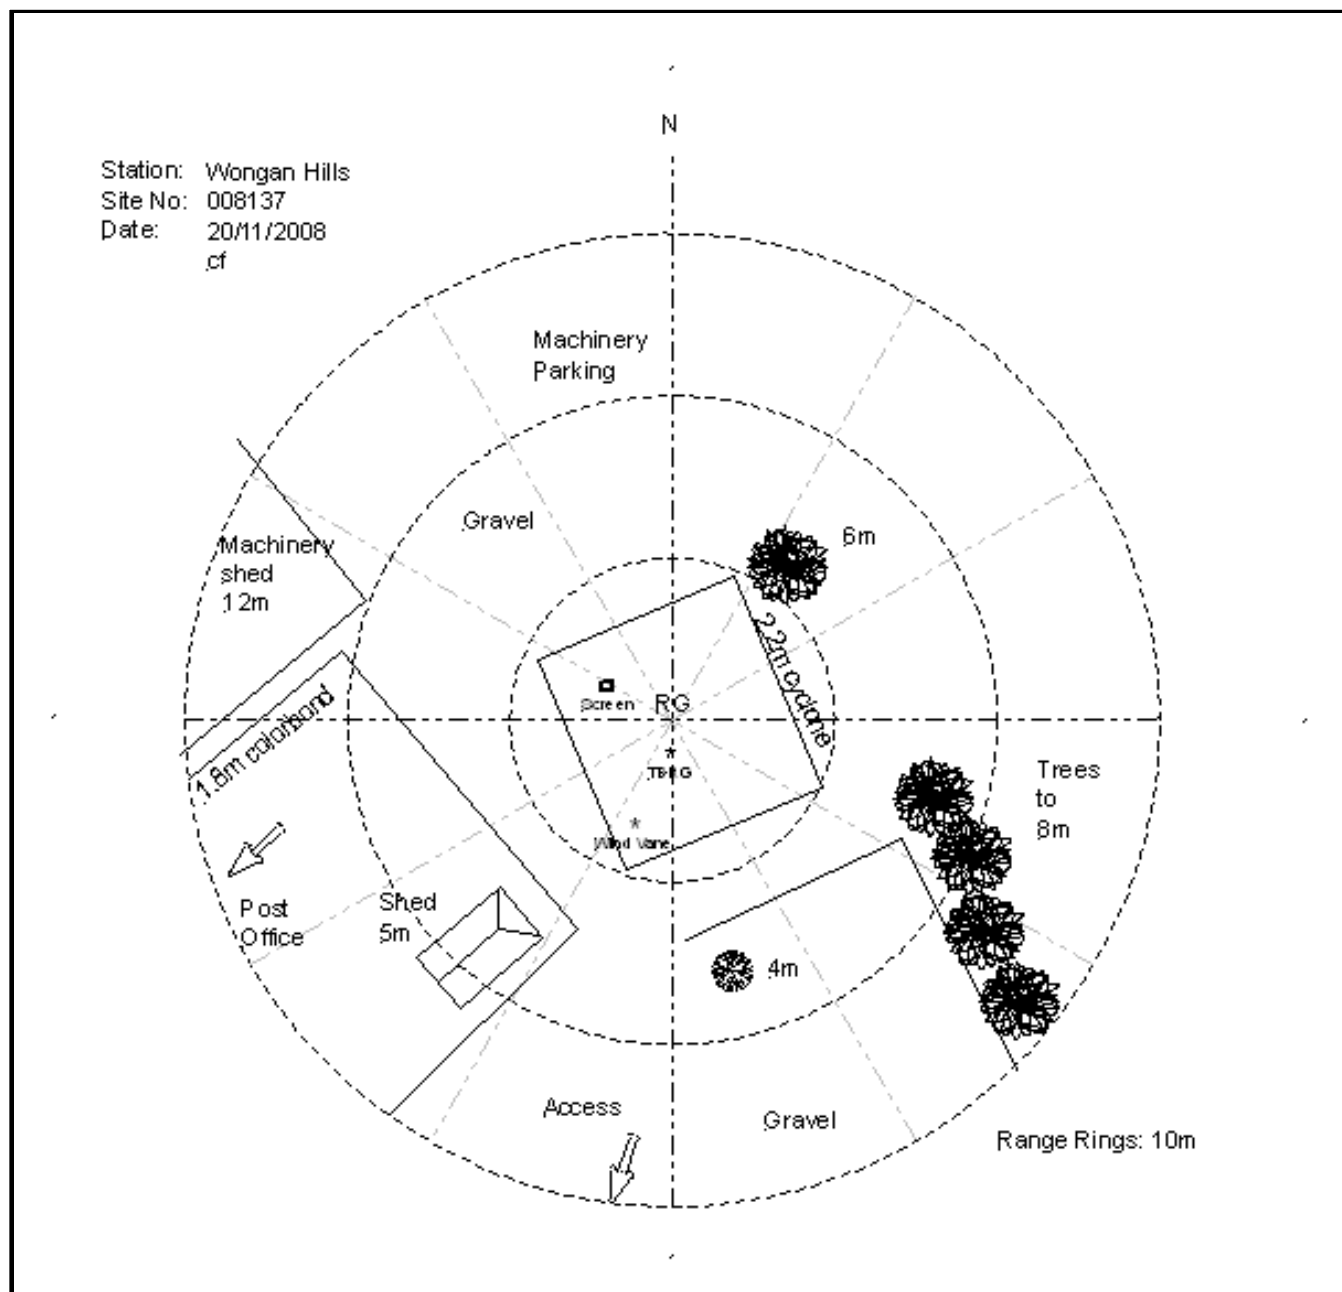 N
Station: Wongan Hills
Site No: 008137
Date: 20/11/2008
cf
Machinery
Parking
Gravel
6m
Machinery
shed
12m
2.2m cyclone
Screen
RG
TBRG
1.8m colorbond
Trees
to
8m
Wind Vane
Post
Office
Shed
5m
4m
Access
Gravel
Range Rings: 10m